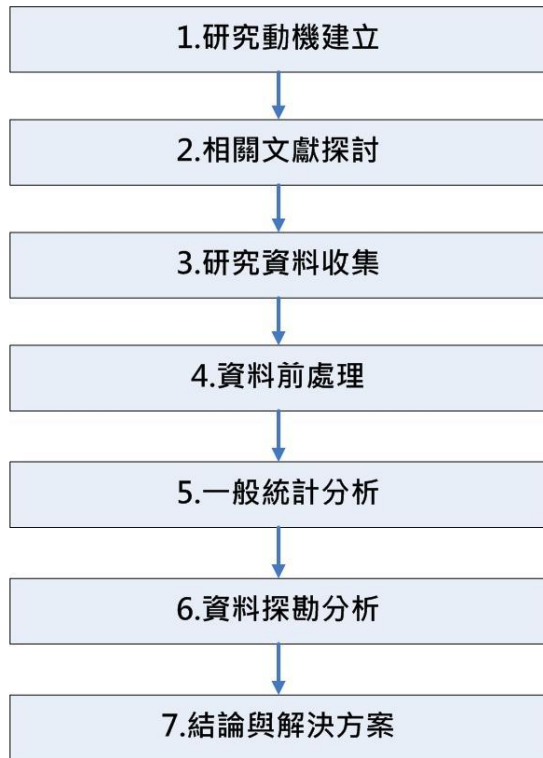 1.研究動機建立
2.相關文獻探討
3.研究資料收集
4.資料前處理
5.一般統計分析
6.資料探勘分析
7.結論與解決方案